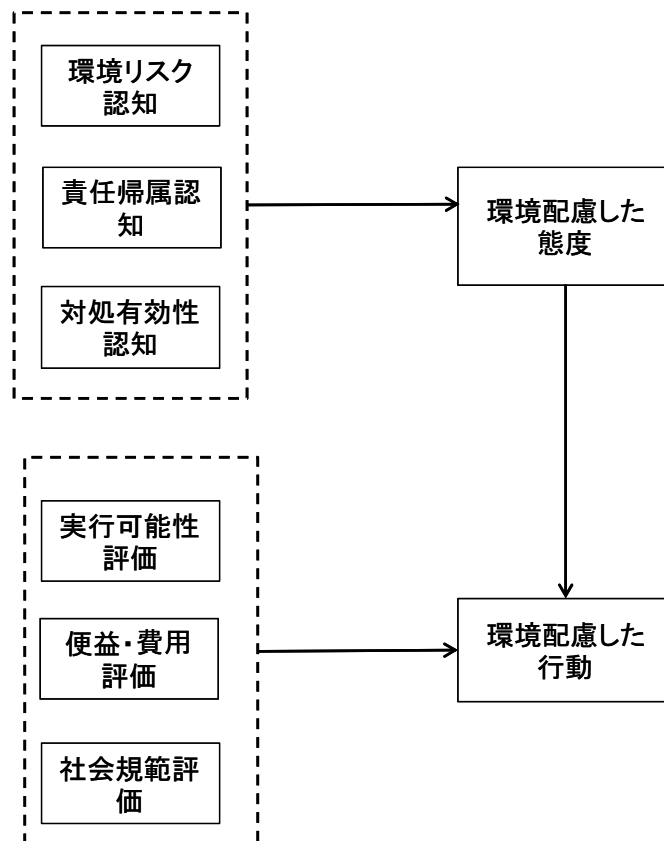 環境リスク
認知
責任帰属認
知
対処有効性
認知
環境配慮した
態度
実行可能性
評価
便益・費用
評価
社会規範評
価
環境配慮した
行動